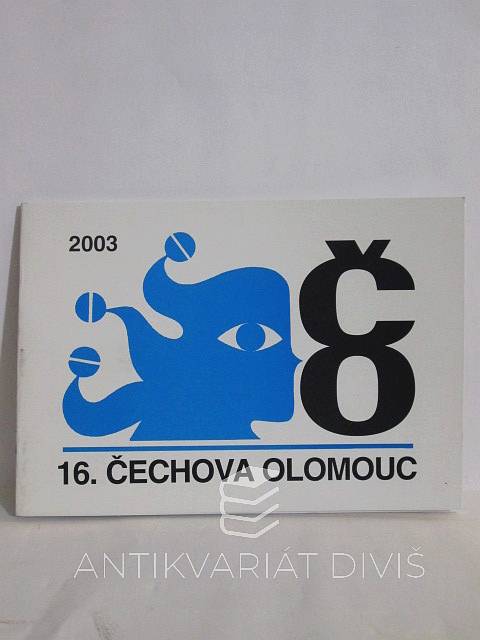 2003
Č
O
16. ČECHOVA OLOMOUC
ANTIKVARIÁT DIVIŠ